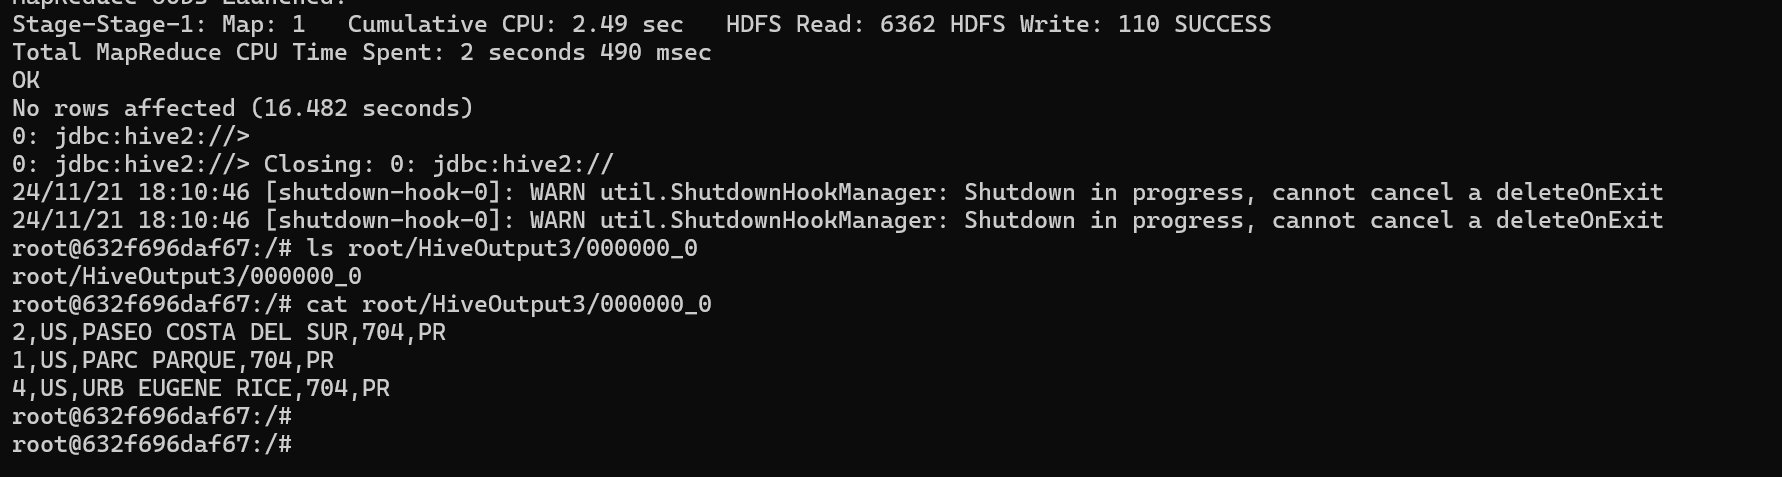 MapReduce Jobs Launched:
Stage-Stage-1: Map: 1   Cumulative CPU: 2.49 sec   HDFS Read: 6362 HDFS Write: 110 SUCCESS
Total MapReduce CPU Time Spent: 2 seconds 490 msec
OK
No rows affected (16.482 seconds)
0: jdbc:hive2://>
0: jdbc:hive2://> Closing: 0: jdbc:hive2://
24/11/21 18:10:46 [shutdown-hook-0]: WARN util.ShutdownHookManager: Shutdown in progress, cannot cancel a deleteOnExit
24/11/21 18:10:46 [shutdown-hook-0]: WARN util.ShutdownHookManager: Shutdown in progress, cannot cancel a deleteOnExit
root@632f696daf67:/# ls root/HiveOutput3/000000_0
root/HiveOutput3/000000_0
root@632f696daf67:/# cat root/HiveOutput3/000000_0
2,US,PASEO COSTA DEL SUR,704,PR
1,US,PARC PARQUE,704,PR
4,US,URB EUGENE RICE,704,PR
root@632f696daf67:/#
root@632f696daf67:/#